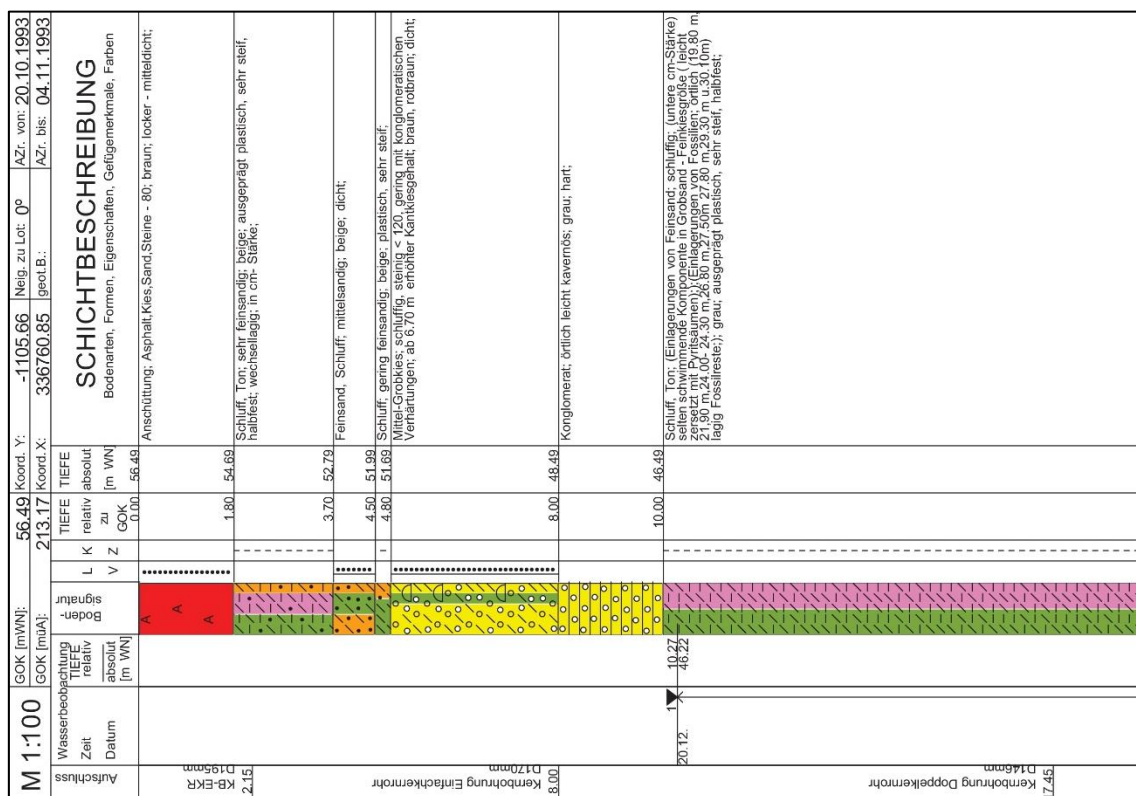 M 1:100
GOK [mWN]: 56.49
Koord. Y: -1105.66
Neig. zu Lot: 0°
AZr. von: 20.10.1993
GOK [müA]: 213.17
Koord.X: 336760.85
geot.B.:
AZr. bis: 04.11.1993
Aufschluss
Wasserbeobachtung
Zeit
Datum
TIEFE
relativ
absolut
[m WN]
Boden-
signatur
L
V
K
Z
TIEFE
relativ
zu
GOK
TIEFE
absolut
[m WN]
SCHICHTBESCHREIBUNG
Bodenarten, Formen, Eigenschaften, Gefügemerkmale, Farben
0.00 56.49
A
A
A
A
Anschüttung: Asphalt,Kies,Sand,Steine - 80; braun; locker - mitteldicht;
1.80 54.69
KB-EKR
D195mm
2.15
Schluff, Ton; sehr feinsandig; beige; ausgeprägt plastisch, sehr steif,
halbfest; wechsellagig; in cm- Stärke;
3.70 52.79
Feinsand, Schluff; mittelsandig; beige; dicht;
4.50 51.99
Schluff; gering feinsandig; beige; plastisch, sehr steif;
4.80 51.69
Mittel-Grobkies; schluffig, steinig < 120, gering mit konglomeratischen
Verhärtungen; ab 6.70 m erhöhter Kantkiesgehalt; braun, rotbraun; dicht;
Kernbohrung Einfachkernrohr
D170mm
8.00
8.00 48.49
Konglomerat; örtlich leicht kavernös; grau; hart;
10.00 46.49
Schluff, Ton; (Einlagerungen von Feinsand; schluffig; (untere cm-Stärke)
selten schwimmende Komponente in Grobsand - Feinkiesgröße ( leicht
zersetzt mit Pyritsäumen);):(Einlagerungen von Fossilien; örtlich (19.80 m,
21,90 m,24.00- 24.30 m,26.80 m,27.50m 27.80 m,29.30 m u.30.10m)
lagig Fossilreste;); grau; ausgeprägt plastisch, sehr steif, halbfest;
1
20.12.
10.27
46.22
Kernbohrung Doppelkernrohr
D146mm
7.45